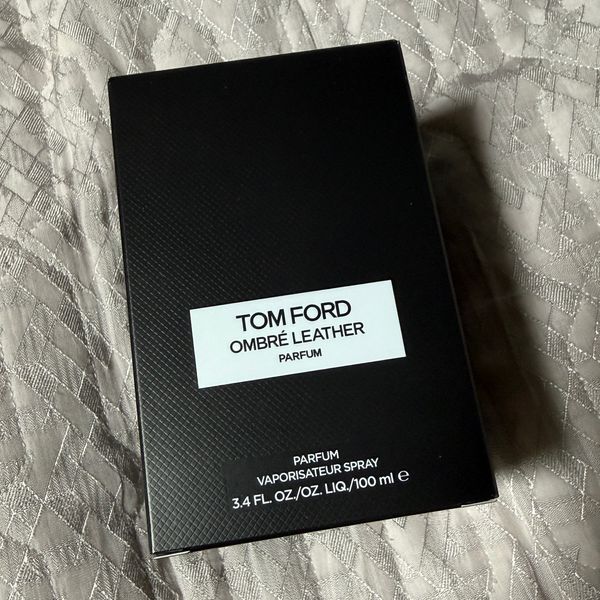 TOM FORD
OMBRÉ LEATHER
PARFUM
PARFUM
VAPORISATEUR SPRAY
3.4 FL. OZ./OZ. LIQ./100 ml ℮